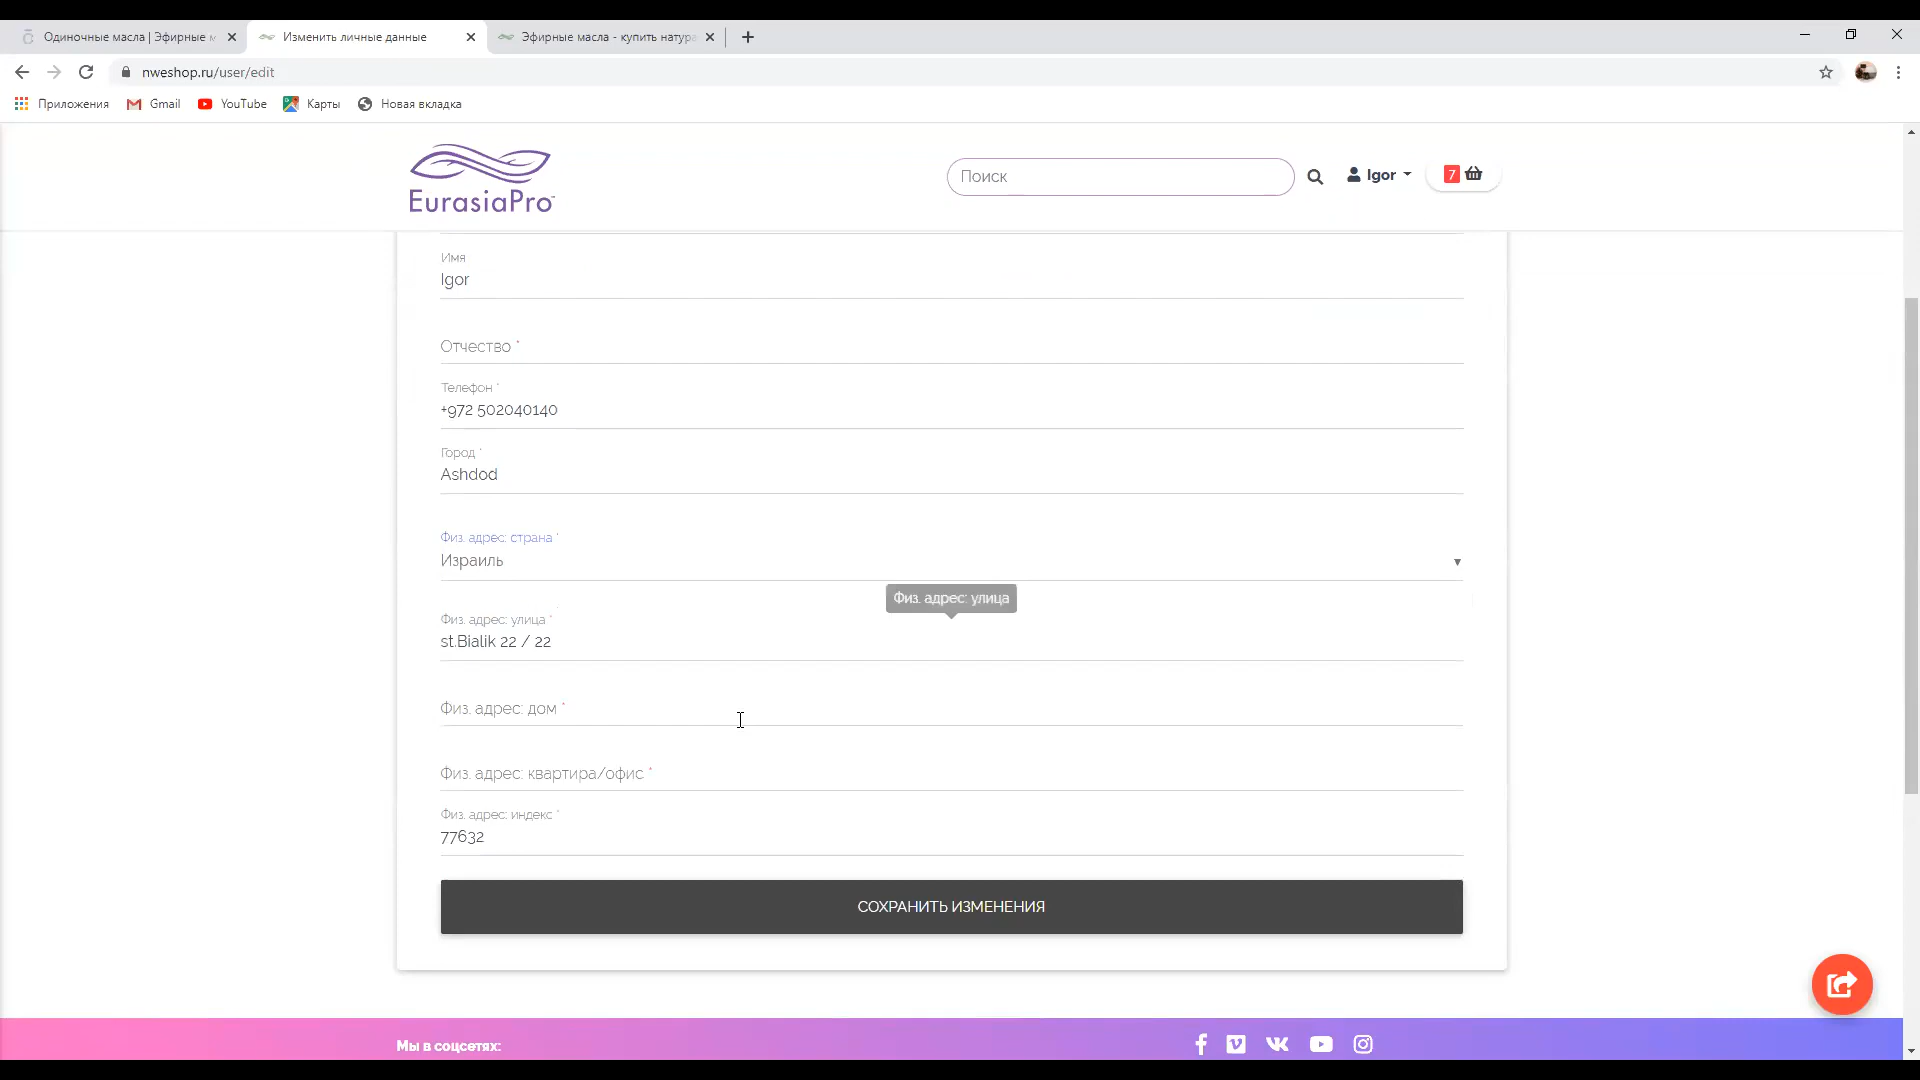 Одиночные масла | Эфирные м
Изменить личные данные
Эфирные масла - купить натура
nweshop.ru/user/edit
Приложения
Gmail
YouTube
Карты
Новая вкладка
EurasiaPro
Поиск
Igor
7
Имя
Igor
Отчество *
Телефон *
+972 502040140
Город *
Ashdod
Физ. адрес: страна *
Израиль
Физ. адрес: улица
Физ. адрес: улица *
st.Bialik 22 / 22
Физ. адрес: дом *
Физ. адрес: квартира/офис *
Физ. адрес: индекс *
77632
СОХРАНИТЬ ИЗМЕНЕНИЯ
Мы в соцсетях: